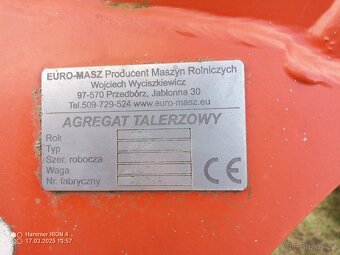 EURO-MASZ Producent Maszyn Rolniczych
Wojciech Wyciszkiewicz
97-570 Przedbórz, Jabłonna 30
Tel.509-729-524 www.euro-masz.eu
AGREGAT TALERZOWY
Rok
Typ
Szer. robocza
Waga
Nr. fabryczny
CE
Hammer IRON 4
17.03.2025 13:57